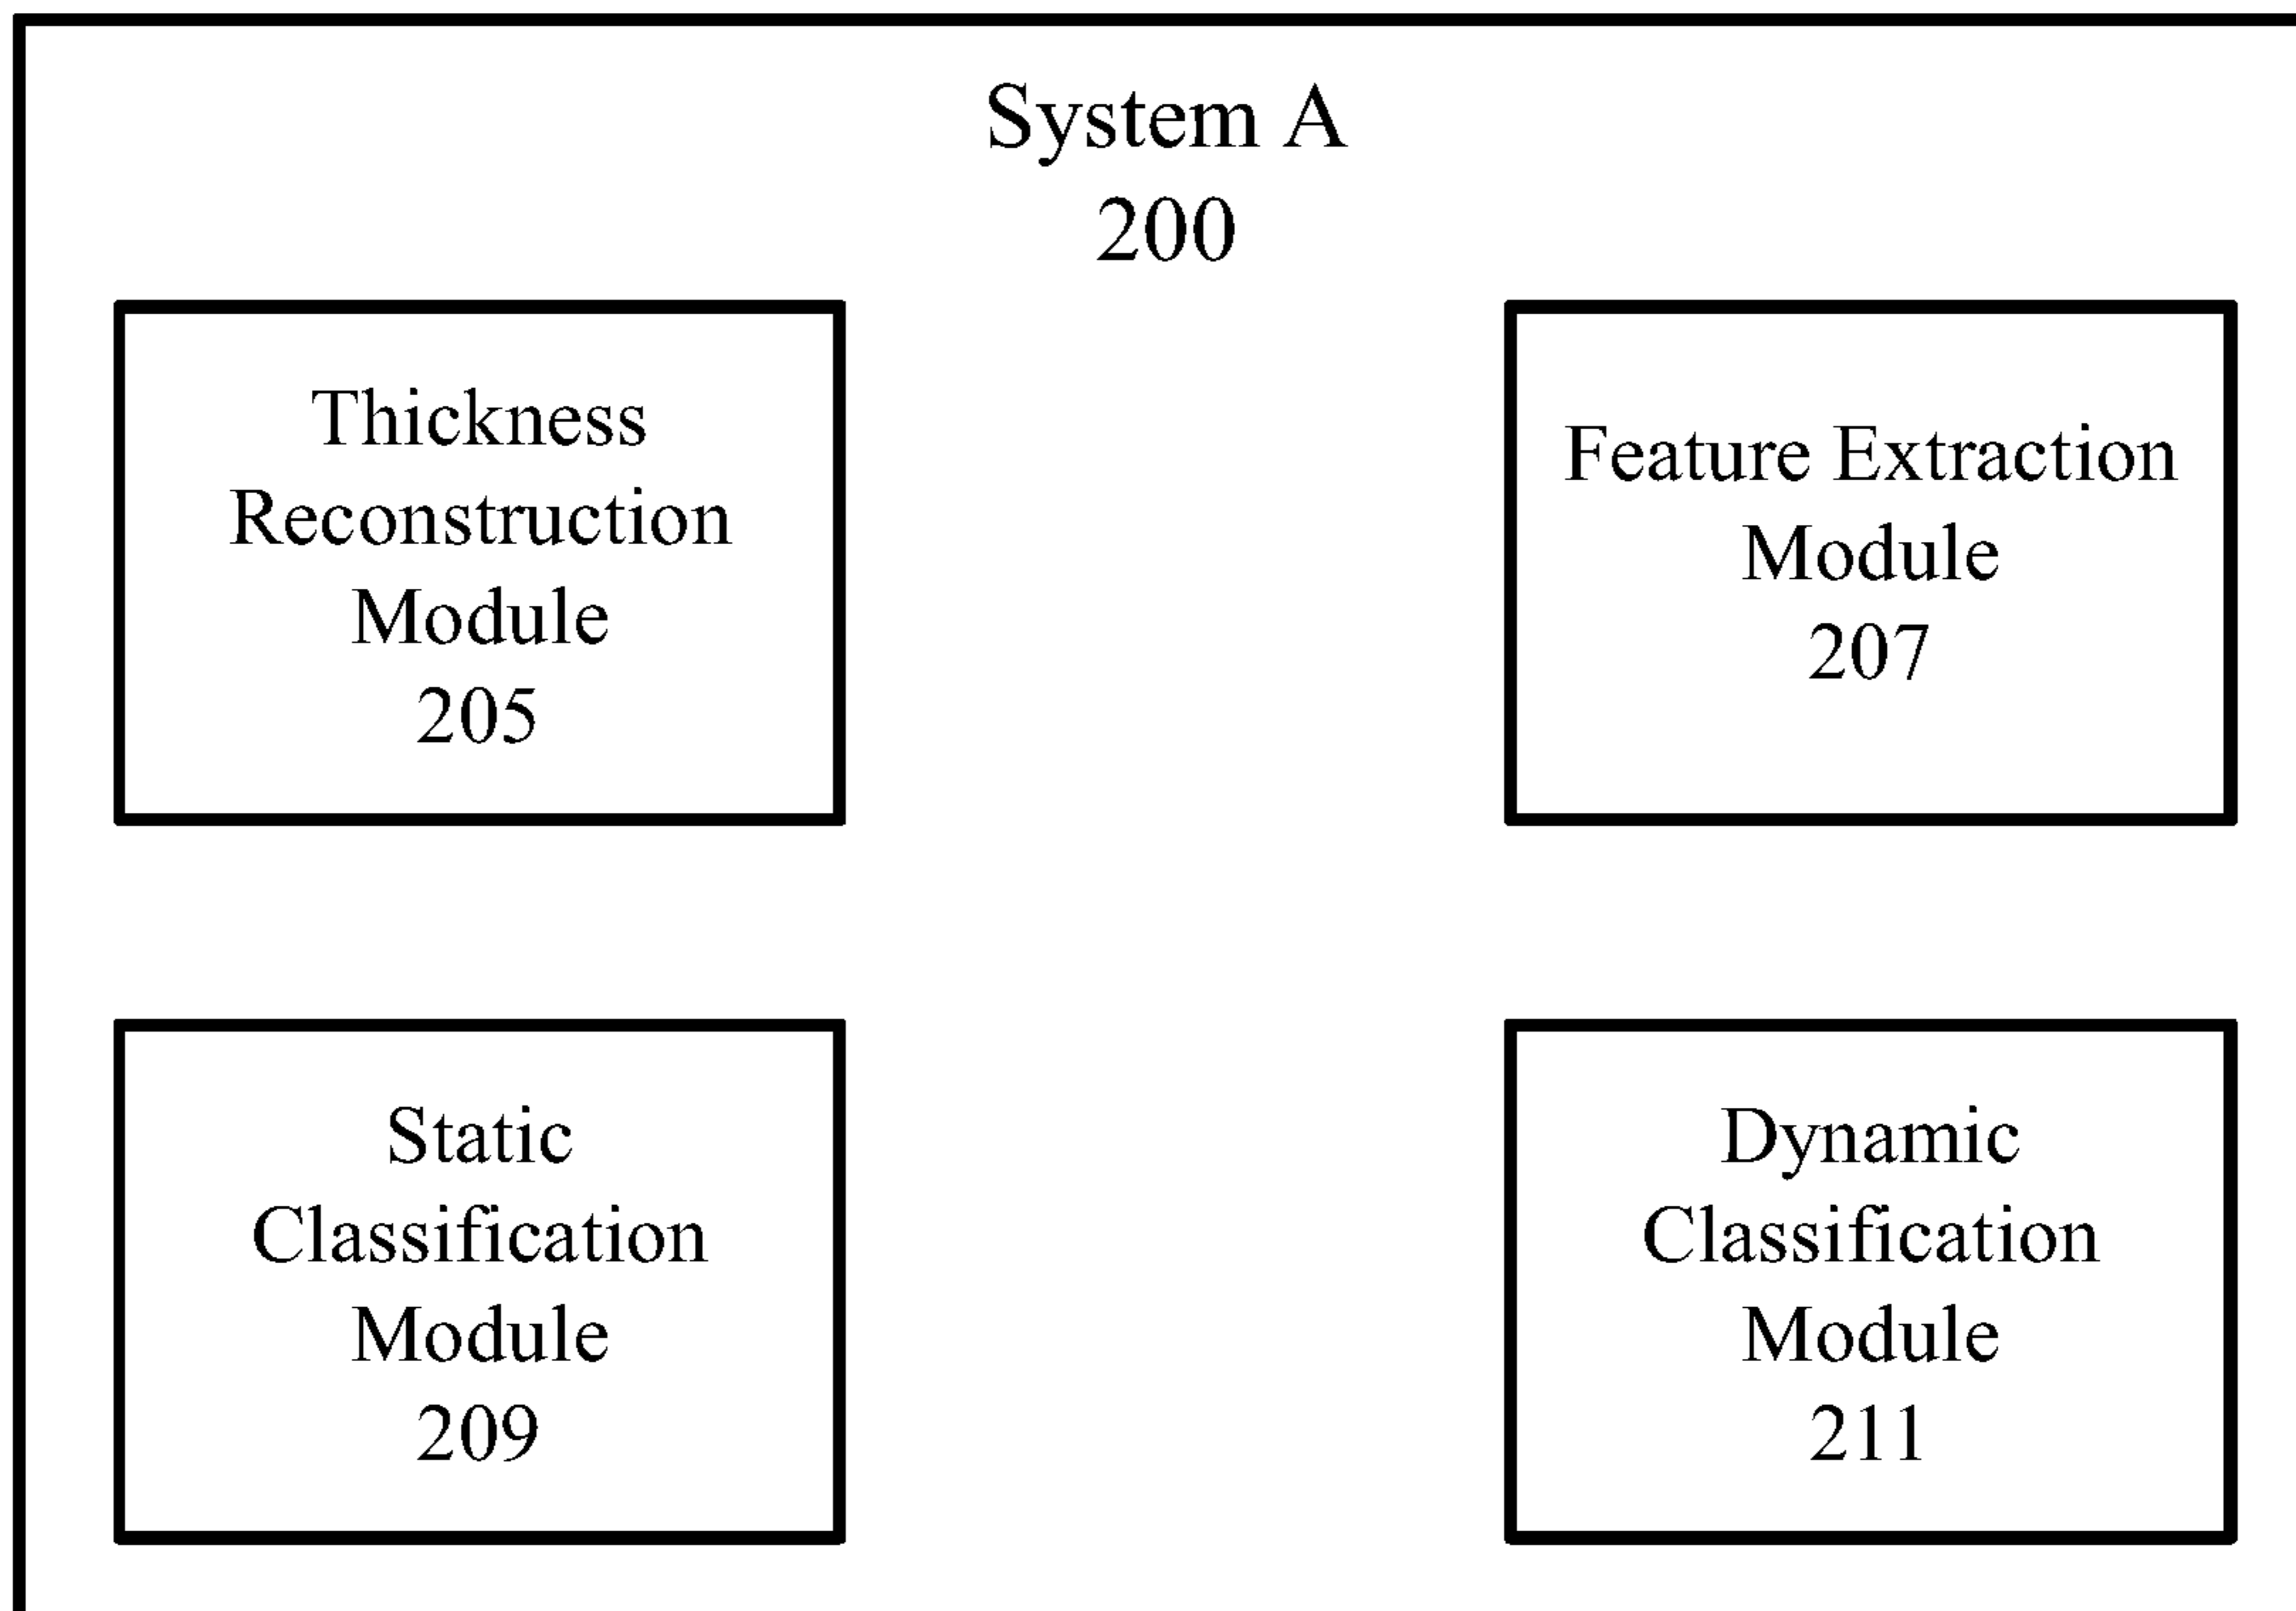 System A
200
Thickness
Reconstruction
Module
205
Feature Extraction
Module
207
Static
Classification
Module
209
Dynamic
Classification
Module
211